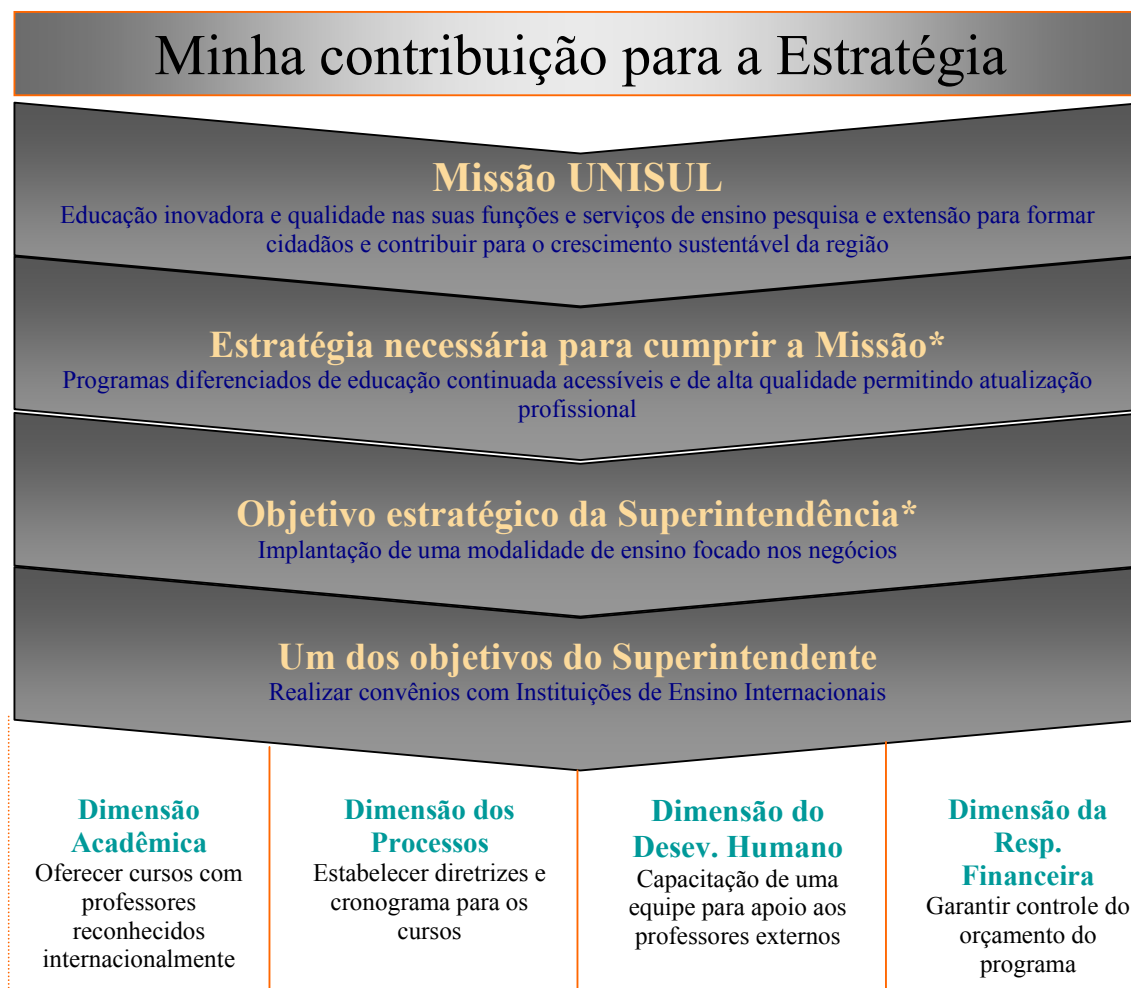 Minha contribuição para a Estratégia
Missão UNISUL
Educação inovadora e qualidade nas suas funções e serviços de ensino pesquisa e extensão para formar
cidadãos e contribuir para o crescimento sustentável da região
Estratégia necessária para cumprir a Missão*
Programas diferenciados de educação continuada acessíveis e de alta qualidade permitindo atualização
profissional
Objetivo estratégico da Superintendência*
Implantação de uma modalidade de ensino focado nos negócios
Um dos objetivos do Superintendente
Realizar convênios com Instituições de Ensino Internacionais
Dimensão
Acadêmica
Oferecer cursos com
professores
reconhecidos
internacionalmente
Dimensão dos
Processos
Estabelecer diretrizes e
cronograma para os
cursos
Dimensão do
Desev. Humano
Capacitação de uma
equipe para apoio aos
professores externos
Dimensão da
Resp.
Financeira
Garantir controle do
orçamento do
programa